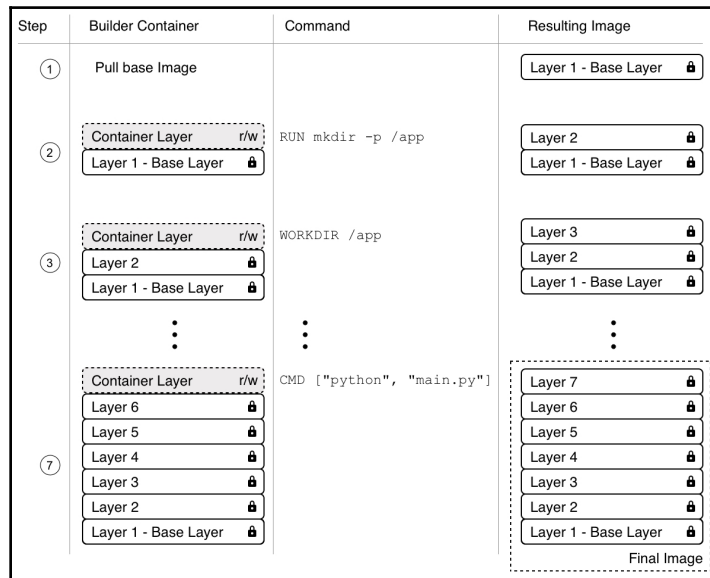 Step Builder Container Command Resulting Image
1 Pull base Image Layer 1 - Base Layer
Container Layer r/w RUN mkdir -p /app Layer 2
2
Layer 1 - Base Layer Layer 1 - Base Layer
Container Layer r/w WORKDIR /app Layer 3
3 Layer 2 Layer 2
Layer 1 - Base Layer Layer 1 - Base Layer
Container Layer r/w CMD ["python", "main.py"] Layer 7
Layer 6 Layer 6
Layer 5 Layer 5
Layer 4 Layer 4
7
Layer 3 Layer 3
Layer 2 Layer 2
Layer 1 - Base Layer Layer 1 - Base Layer
Final Image